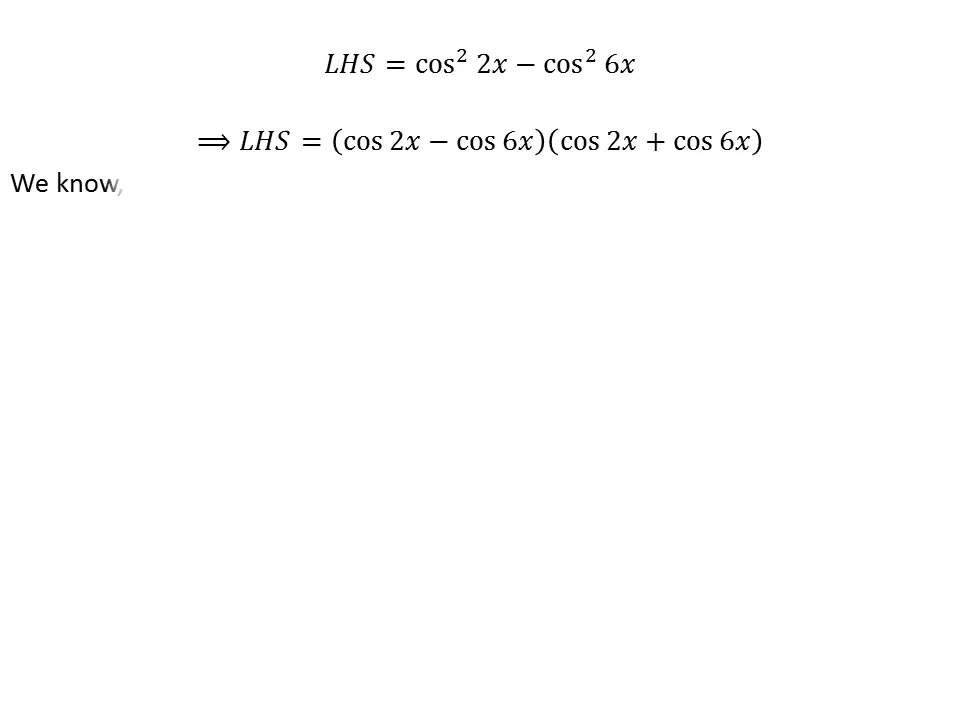 LHS = cos² 2x − cos² 6x
⟹ LHS = (cos 2x − cos 6x)(cos 2x + cos 6x)
We know,